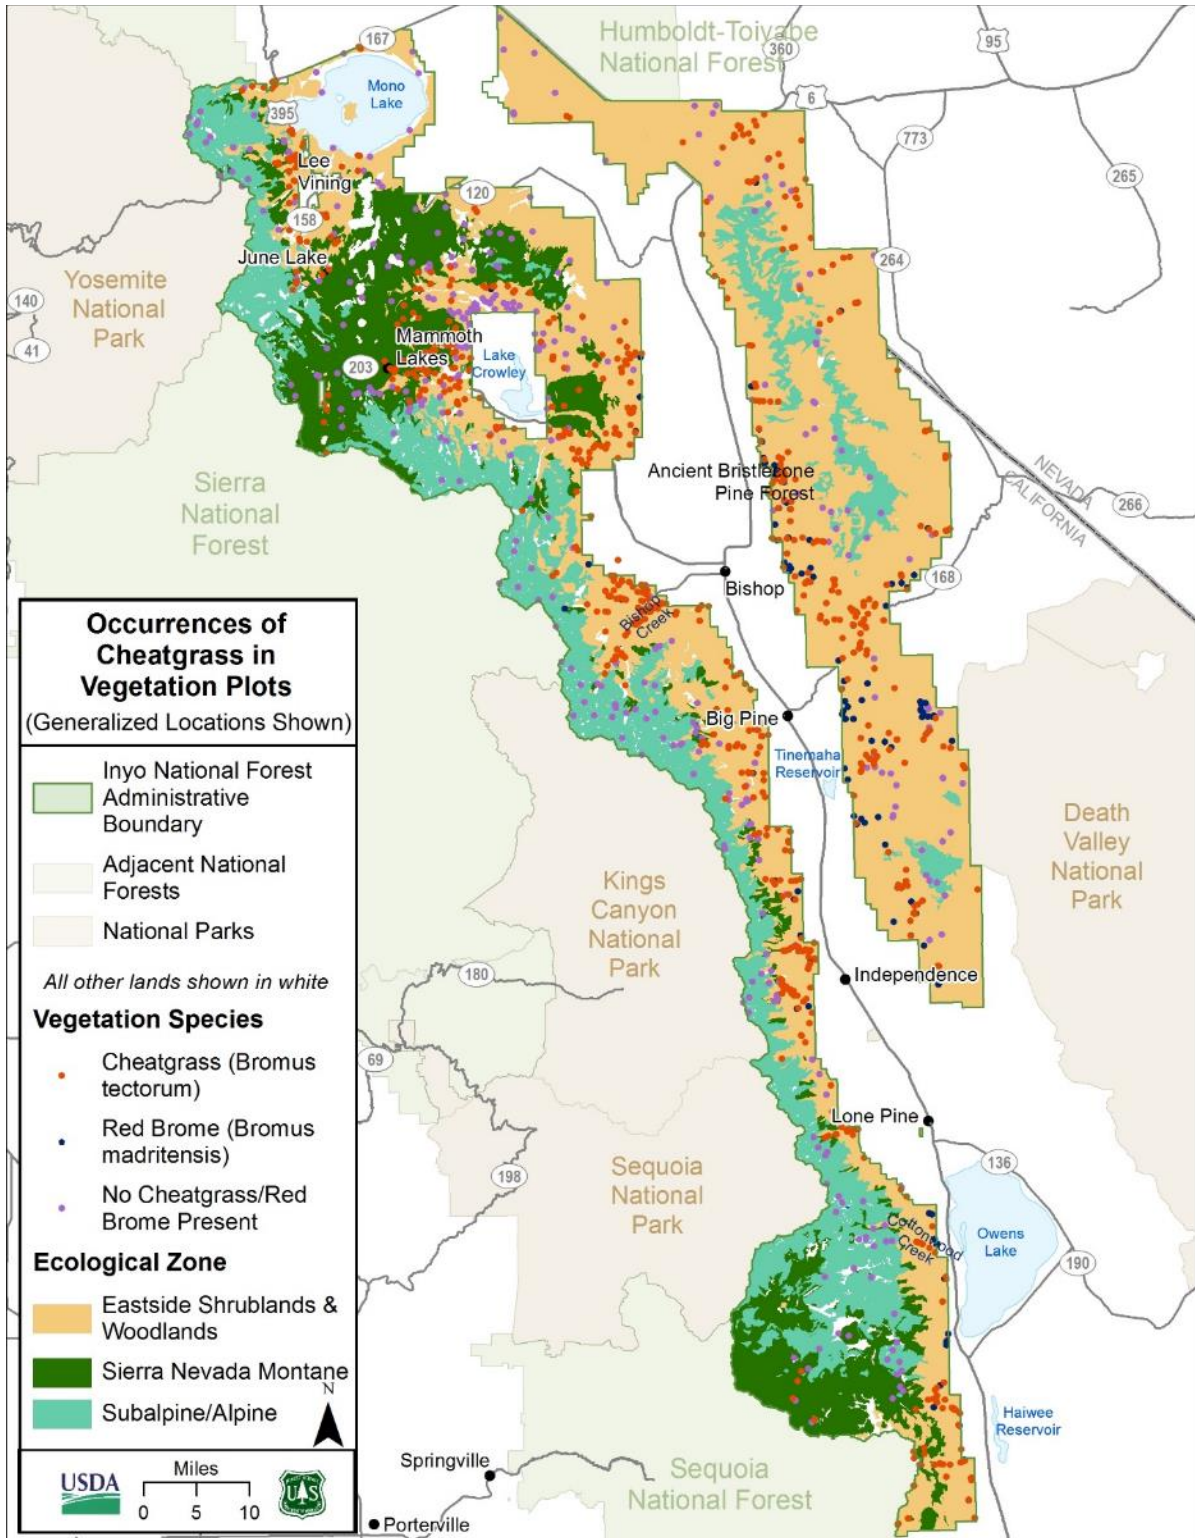 Humboldt-Toiyabe
National Forest
167
360
95
6
Mono
Lake
395
773
Lee
Vining
265
120
158
June Lake
264
Yosemite
National
Park
140
41
Mammoth
Lakes
203
Lake
Crowley
Ancient Bristlecone
Pine Forest
NEVADA
CALIFORNIA
266
Sierra
National
Forest
168
Bishop
Bishop
Creek
Big Pine
Tinemaha
Reservoir
Death
Valley
National
Park
Kings
Canyon
National
Park
Independence
180
69
Lone Pine
136
198
Sequoia
National
Park
Cottonwood
Creek
Owens
Lake
190
Haiwee
Reservoir
Springville
Sequoia
National Forest
Porterville
Occurrences of
Cheatgrass in
Vegetation Plots
(Generalized Locations Shown)
Inyo National Forest
Administrative
Boundary
Adjacent National
Forests
National Parks
All other lands shown in white
Vegetation Species
Cheatgrass (Bromus
tectorum)
Red Brome (Bromus
madritensis)
No Cheatgrass/Red
Brome Present
Ecological Zone
Eastside Shrublands &
Woodlands
Sierra Nevada Montane
Subalpine/Alpine
N
USDA
Miles
0 5 10
U S